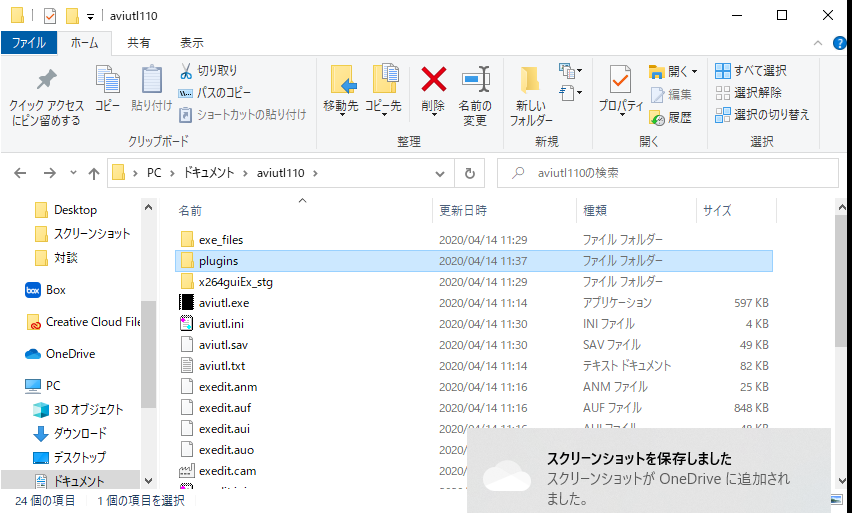 aviutl110
ファイル ホーム 共有 表示
クイック アクセス
にピン留めする
コピー
貼り付け
切り取り
パスのコピー
ショートカットの貼り付け
クリップボード
移動先
コピー先
削除
名前の
変更
整理
新しい
フォルダー
新規
プロパティ
開く
編集
履歴
開く
すべて選択
選択解除
選択の切り替え
選択
PC ドキュメント aviutl110
aviutl110の検索
Desktop
スクリーンショット
対談
Box
Creative Cloud File
OneDrive
PC
3D オブジェクト
ダウンロード
デスクトップ
ドキュメント
名前 更新日時 種類 サイズ
exe_files 2020/04/14 11:29 ファイル フォルダー
plugins 2020/04/14 11:37 ファイル フォルダー
x264guiEx_stg 2020/04/14 11:29 ファイル フォルダー
aviutl.exe 2020/04/14 11:14 アプリケーション 597 KB
aviutl.ini 2020/04/14 11:30 INI ファイル 4 KB
aviutl.sav 2020/04/14 11:30 SAV ファイル 49 KB
aviutl.txt 2020/04/14 11:14 テキスト ドキュメント 82 KB
exedit.anm 2020/04/14 11:16 ANM ファイル 25 KB
exedit.auf 2020/04/14 11:16 AUF ファイル 848 KB
exedit.aui 2020/04/14 11:16 AUI ファイル 48 KB
exedit.auo
exedit.cam
スクリーンショットを保存しました
スクリーンショットが OneDrive に追加され
ました。
24 個の項目 1 個の項目を選択